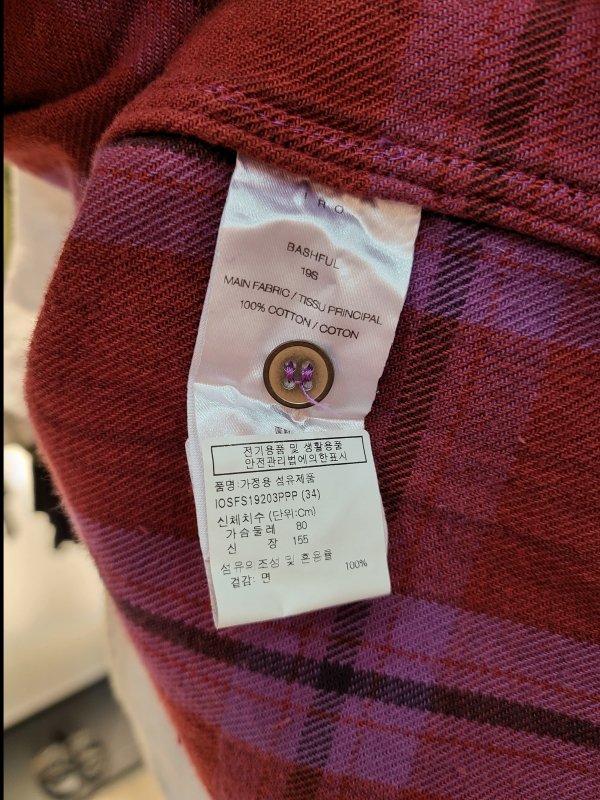 IRO
BASHFUL
19S
MAIN FABRIC / TISSU PRINCIPAL
100% COTTON / COTON
전기용품 및 생활용품
안전관리법에의한표시
품명:가정용 섬유제품
IOSFS19203PPP (34)
신체치수 (단위:Cm)
가슴둘레 80
신 장 155
섬유의 조성 및 혼용률
겉감: 면 100%